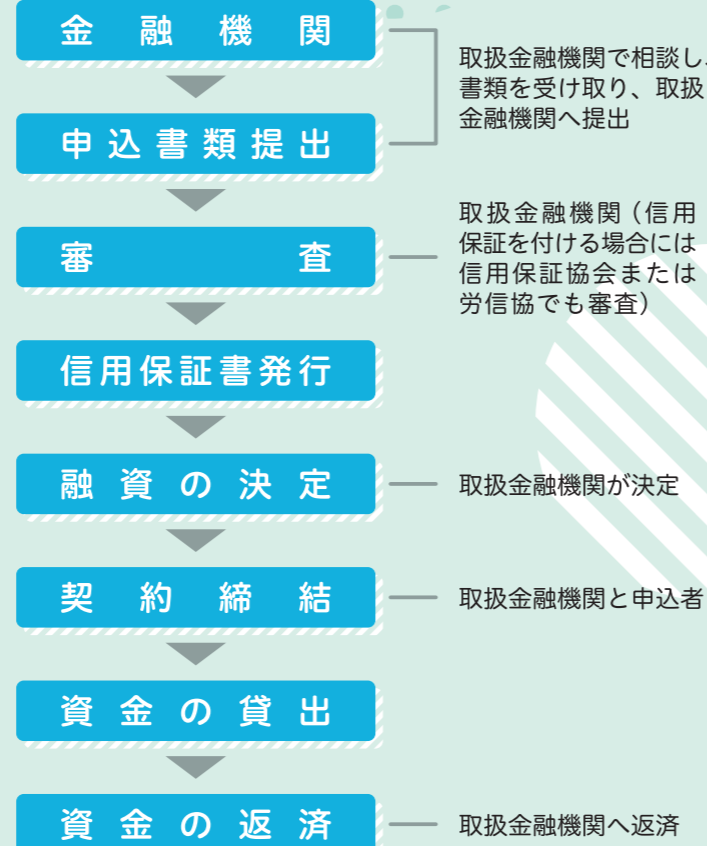 金融機関
取扱金融機関で相談し、
書類を受け取り、取扱
金融機関へ提出
申込書類提出
審査
取扱金融機関（信用
保証を付ける場合には
信用保証協会または
労信協でも審査）
信用保証書発行
融資の決定
取扱金融機関が決定
契約締結
取扱金融機関と申込者
資金の貸出
資金の返済
取扱金融機関へ返済